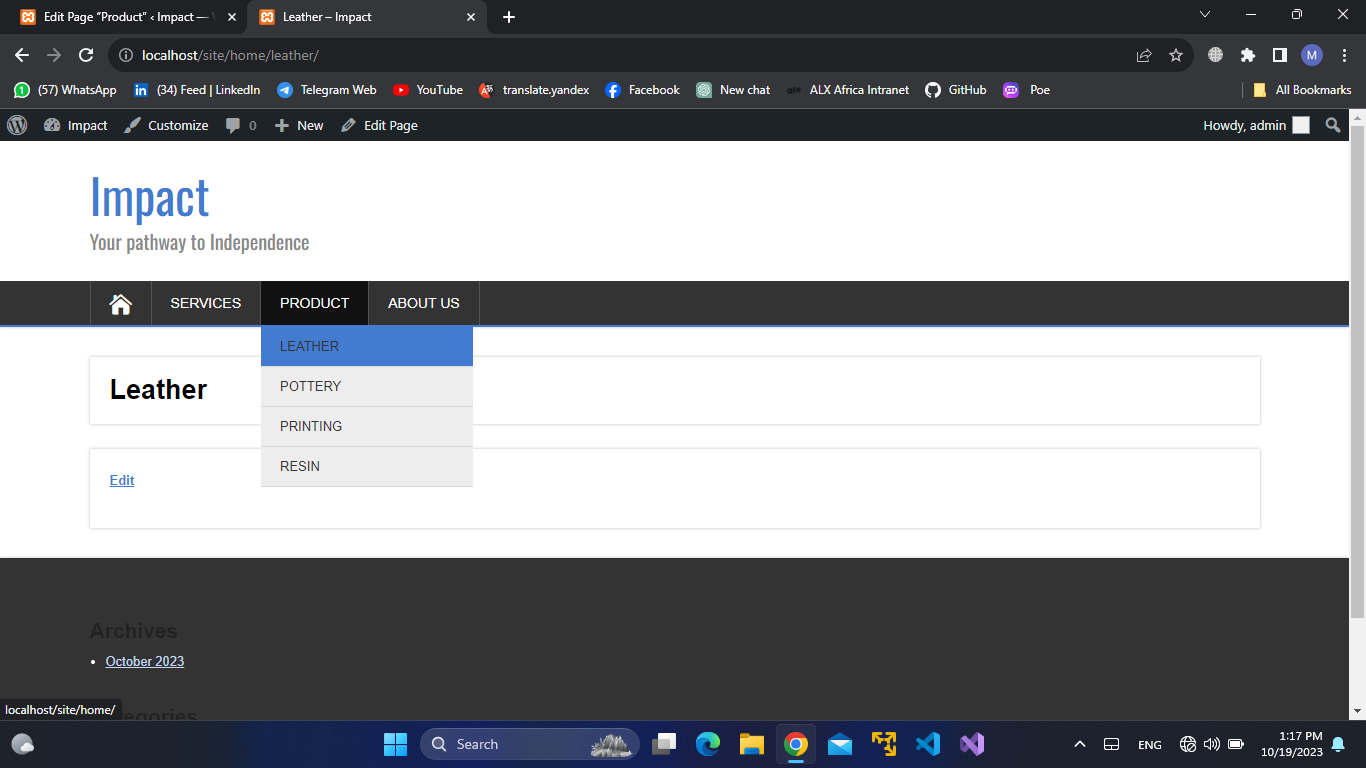 Edit Page “Product” ‹ Impact —
Leather – Impact
localhost/site/home/leather/
M
(57) WhatsApp
(34) Feed | LinkedIn
Telegram Web
YouTube
translate.yandex
Facebook
New chat
ALX Africa Intranet
GitHub
Poe
All Bookmarks
Impact
Customize
0
New
Edit Page
Howdy, admin
Impact
Your pathway to Independence
SERVICES
PRODUCT
ABOUT US
LEATHER
POTTERY
PRINTING
RESIN
Leather
Edit
Archives
October 2023
localhost/site/home/
Search
ENG
1:17 PM
10/19/2023